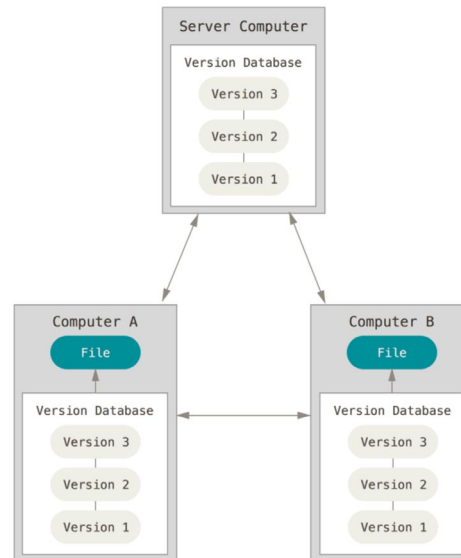 Server Computer
Version Database
Version 3
Version 2
Version 1
Computer A
File
Version Database
Version 3
Version 2
Version 1
Computer B
File
Version Database
Version 3
Version 2
Version 1